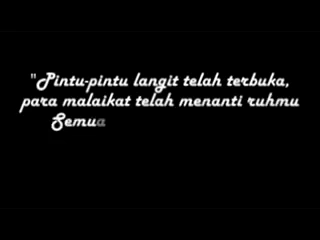 "Pintu-pintu langit telah terbuka,
para malaikat telah menanti ruhmu
Semua